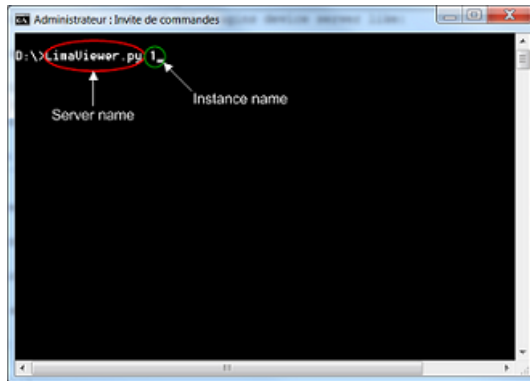 Administrateur : Invite de commandes
D:\>LimaViewer.py 1_
Instance name
Server name